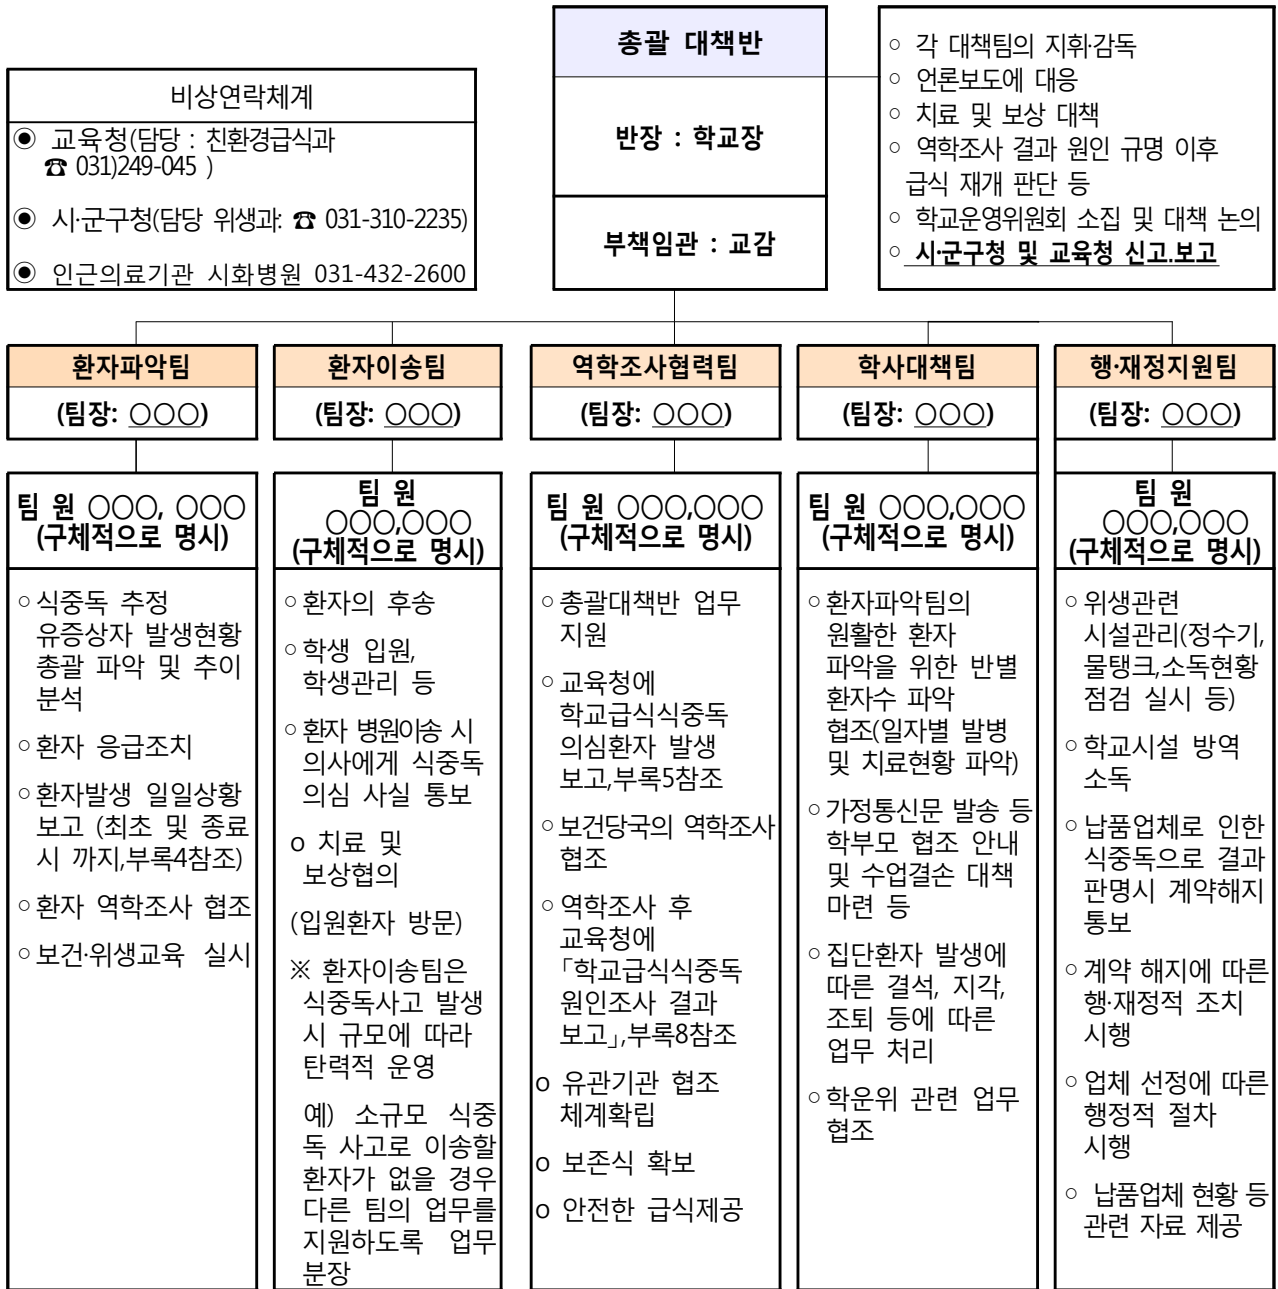 총괄 대책반
반장 : 학교장
부책임관 : 교감
○ 각 대책팀의 지휘·감독
○ 언론보도에 대응
○ 치료 및 보상 대책
○ 역학조사 결과 원인 규명 이후
급식 재개 판단 등
○ 학교운영위원회 소집 및 대책 논의
○ 시·군구청 및 교육청 신고.보고
비상연락체계
◉ 교육청(담당 : 친환경급식과
☎ 031)249-045 )
◉ 시·군구청(담당 위생과: ☎ 031-310-2235)
◉ 인근의료기관 시화병원 031-432-2600
환자파악팀
(팀장: ○○○)
팀 원 ○○○, ○○○
(구체적으로 명시)
○ 식중독 추정
유증상자 발생현황
총괄 파악 및 추이
분석
○ 환자 응급조치
○ 환자발생 일일상황
보고 (최초 및 종료
시 까지,부록4참조)
○ 환자 역학조사 협조
○ 보건·위생교육 실시
환자이송팀
(팀장: ○○○)
팀 원
○○○,○○○
(구체적으로 명시)
○ 환자의 후송
○ 학생 입원,
학생관리 등
○ 환자 병원이송 시
의사에게 식중독
의심 사실 통보
o 치료 및
보상협의
(입원환자 방문)
※ 환자이송팀은
식중독사고 발생
시 규모에 따라
탄력적 운영
예) 소규모 식중
독 사고로 이송할
환자가 없을 경우
다른 팀의 업무를
지원하도록 업무
분장
역학조사협력팀
(팀장: ○○○)
팀 원 ○○○,○○○
(구체적으로 명시)
○ 총괄대책반 업무
지원
○ 교육청에
학교급식식중독
의심환자 발생
보고,부록5참조
○ 보건당국의 역학조사
협조
○ 역학조사 후
교육청에
「학교급식식중독
원인조사 결과
보고」,부록8참조
o 유관기관 협조
체계확립
o 보존식 확보
o 안전한 급식제공
학사대책팀
(팀장: ○○○)
팀 원 ○○○,○○○
(구체적으로 명시)
○ 환자파악팀의
원활한 환자
파악을 위한 반별
환자수 파악
협조(일자별 발병
및 치료현황 파악)
○ 가정통신문 발송 등
학부모 협조 안내
및 수업결손 대책
마련 등
○ 집단환자 발생에
따른 결석, 지각,
조퇴 등에 따른
업무 처리
○ 학운위 관련 업무
협조
행·재정지원팀
(팀장: ○○○)
팀 원
○○○,○○○
(구체적으로 명시)
○ 위생관련
시설관리(정수기,
물탱크,소독현황
점검 실시 등)
○ 학교시설 방역
소독
○ 납품업체로 인한
식중독으로 결과
판명시 계약해지
통보
○ 계약 해지에 따른
행·재정적 조치
시행
○ 업체 선정에 따른
행정적 절차
시행
○ 납품업체 현황 등
관련 자료 제공